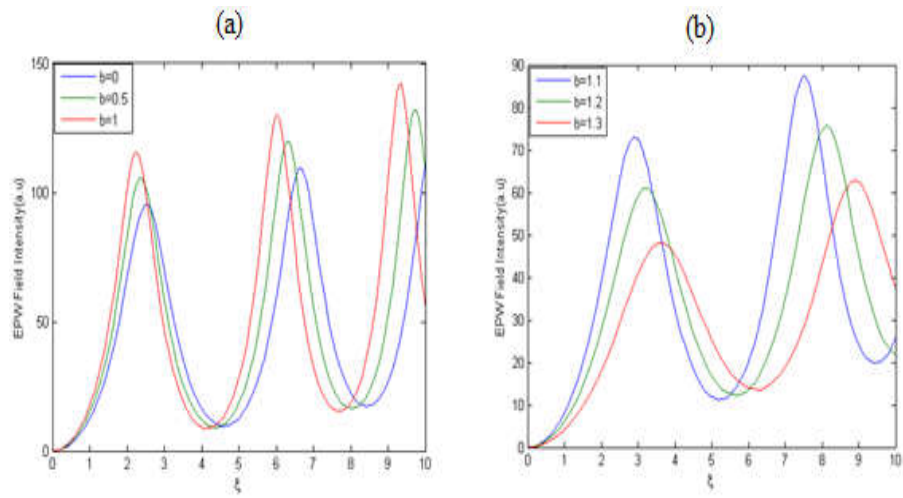 (a)
150
100
50
0
b=0
b=0.5
b=1
EPW Field Intensity(a.u)
0 1 2 3 4 5 6 7 8 9 10
ξ
(b)
90
80
70
60
50
40
30
20
10
0
b=1.1
b=1.2
b=1.3
EPW Field Intensity(a.u)
0 1 2 3 4 5 6 7 8 9 10
ξ